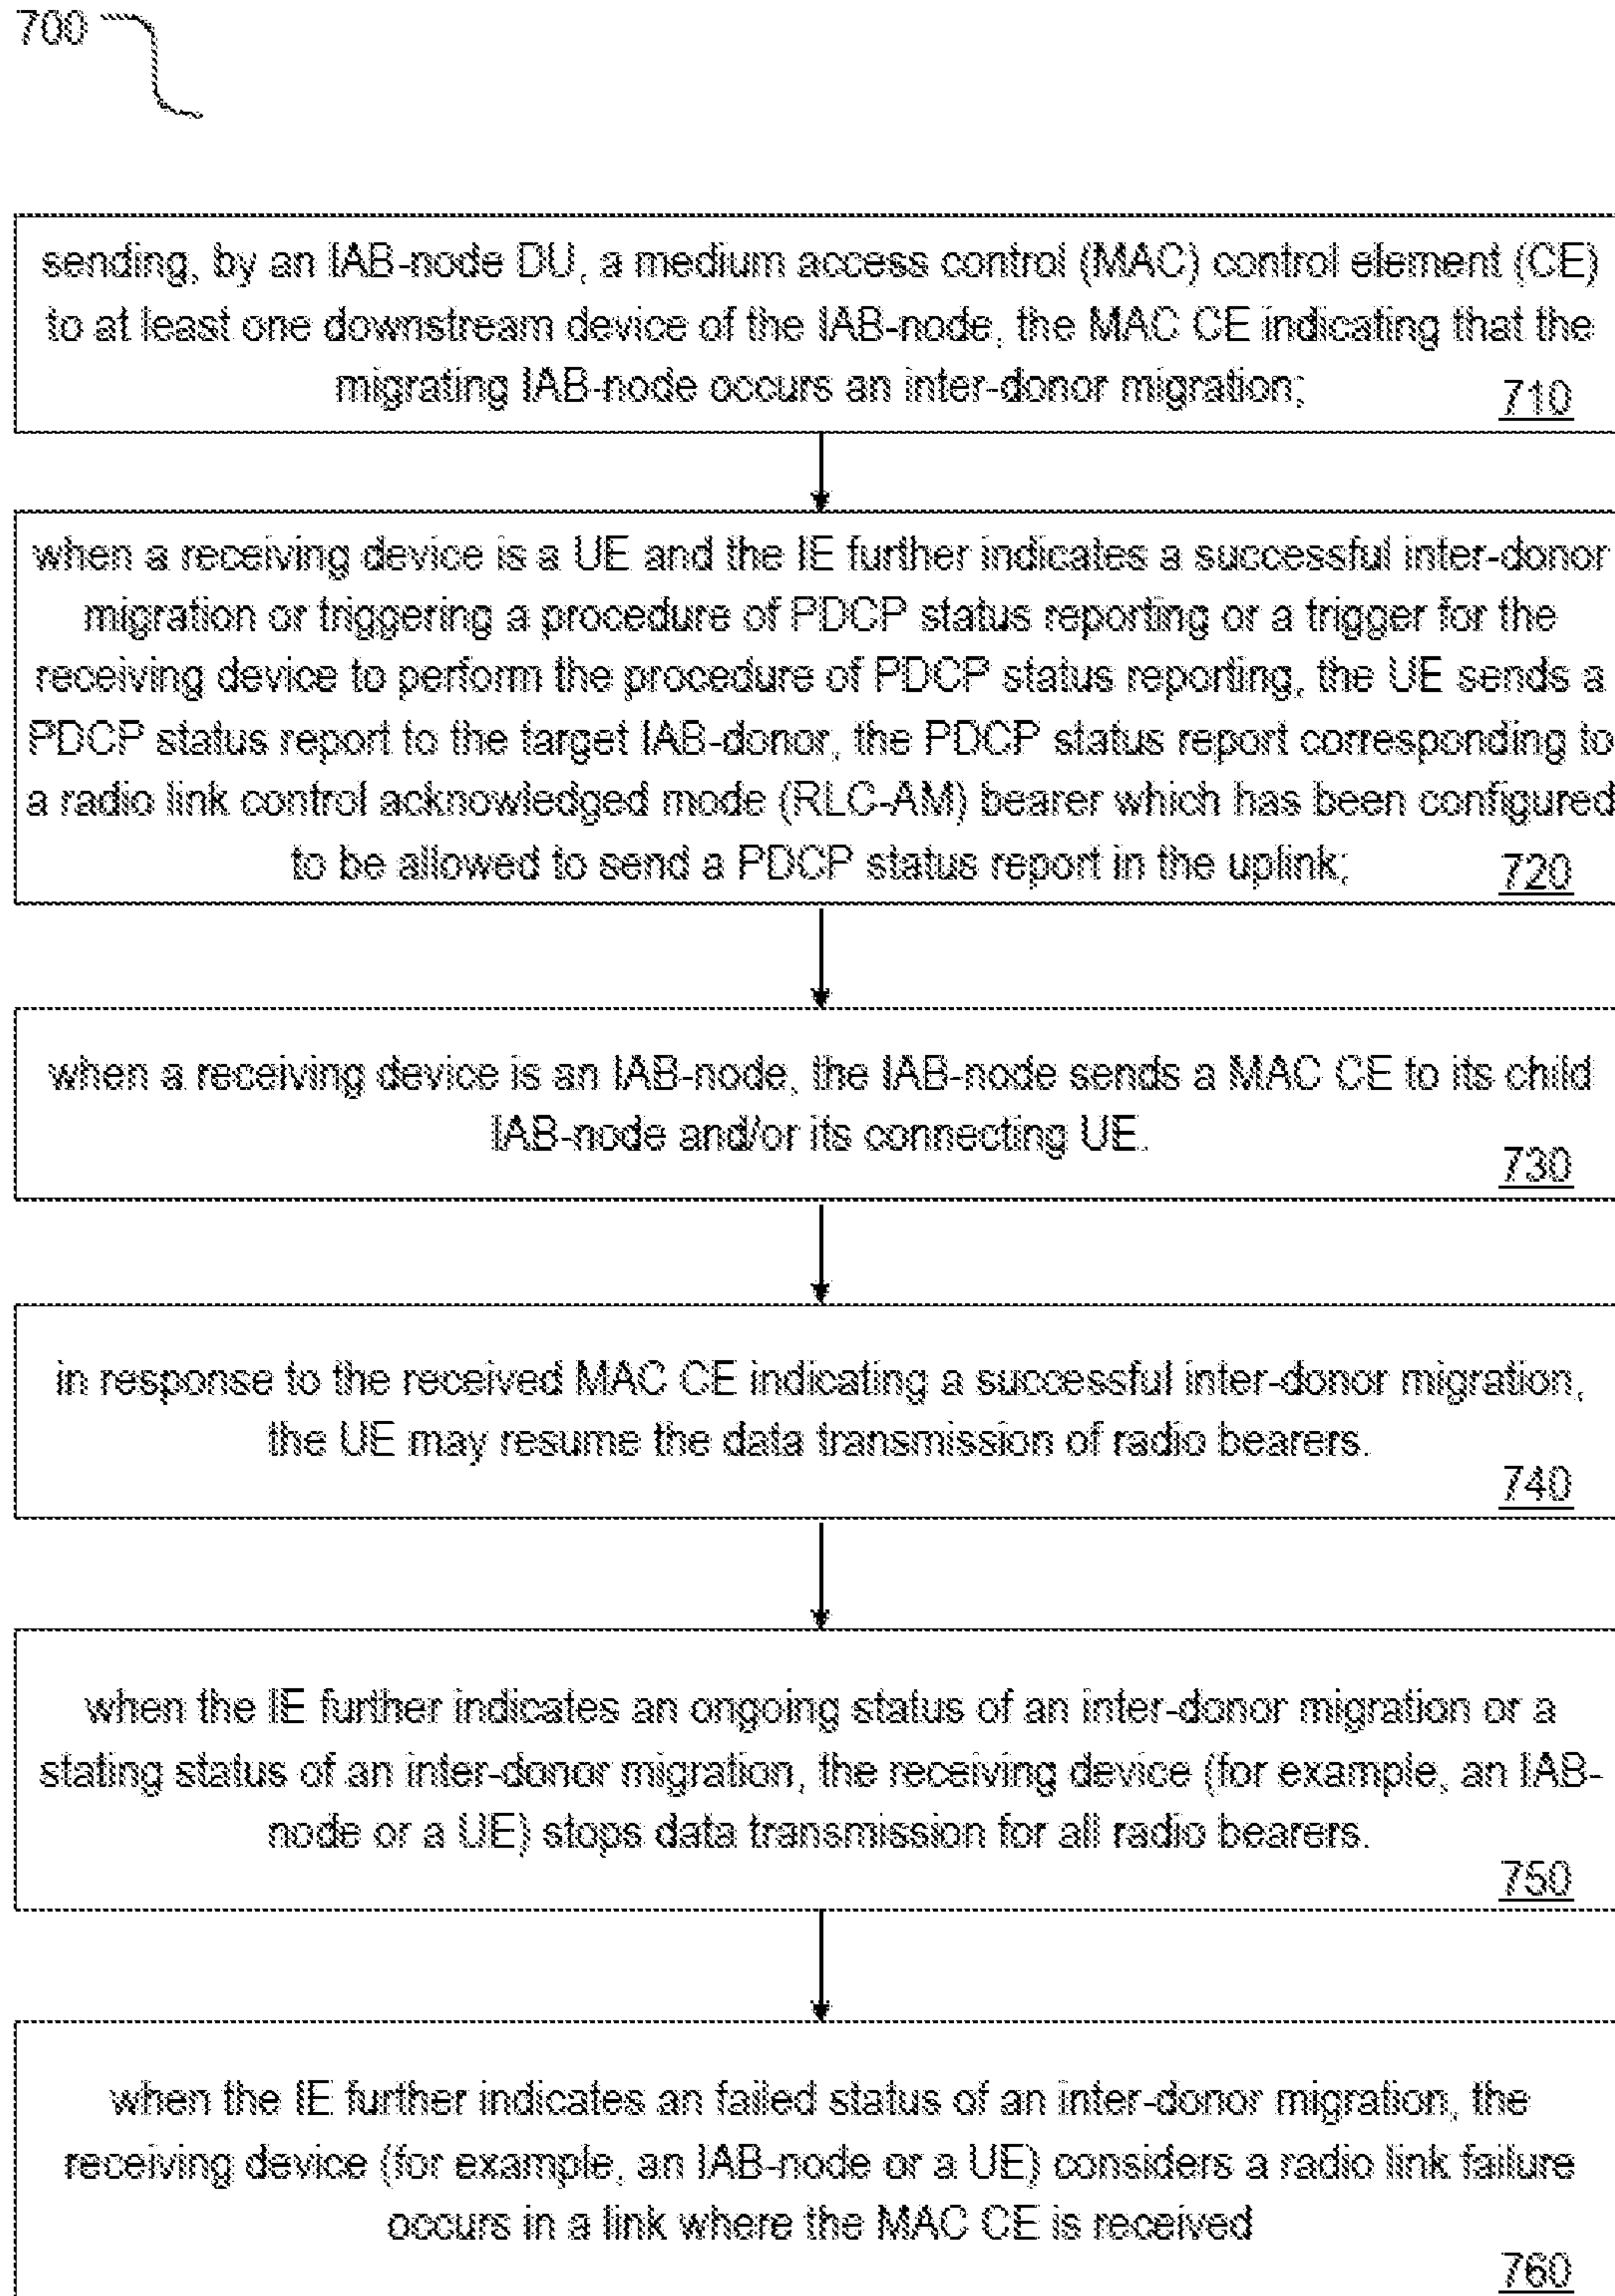 700
sending, by an IAB-node DU, a medium access control (MAC) control element (CE)
to at least one downstream device of the IAB-node, the MAC CE indicating that the
migrating IAB-node occurs an inter-donor migration;
710
when a receiving device is a UE and the IE further indicates a successful inter-donor
migration or triggering a procedure of PDCP status reporting or a trigger for the
receiving device to perform the procedure of PDCP status reporting, the UE sends a
PDCP status report to the target IAB-donor, the PDCP status report corresponding to
a radio link control acknowledged mode (RLC-AM) bearer which has been configured
to be allowed to send a PDCP status report in the uplink;
720
when a receiving device is an IAB-node, the IAB-node sends a MAC CE to its child
IAB-node and/or its connecting UE.
730
in response to the received MAC CE indicating a successful inter-donor migration,
the UE may resume the data transmission of radio bearers.
740
when the IE further indicates an ongoing status of an inter-donor migration or a
stating status of an inter-donor migration, the receiving device (for example, an IAB-
node or a UE) stops data transmission for all radio bearers.
750
when the IE further indicates an failed status of an inter-donor migration, the
receiving device (for example, an IAB-node or a UE) considers a radio link failure
occurs in a link where the MAC CE is received
760